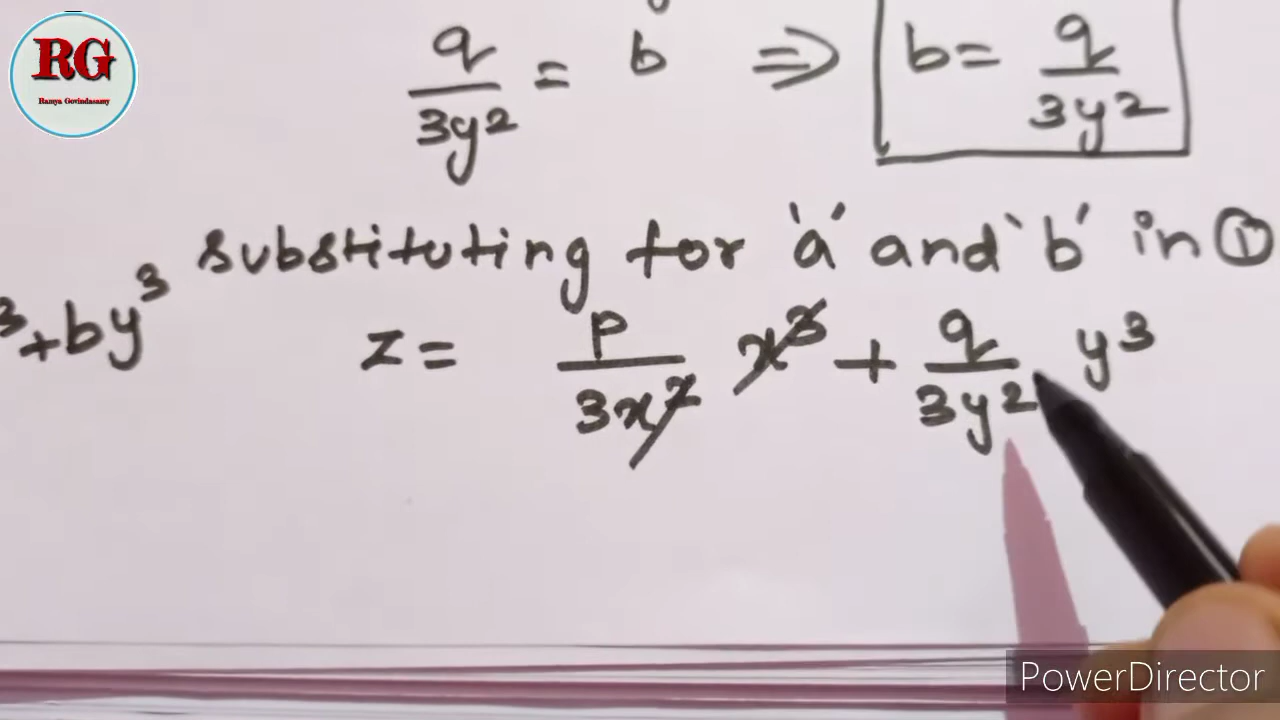 RG
Ramya Govindasamy
q/3y² = b ⇒ b = q/3y²
substituting for 'a' and 'b' in ①
³+by³
z = p/3x² x³ + q/3y² y³
PowerDirector